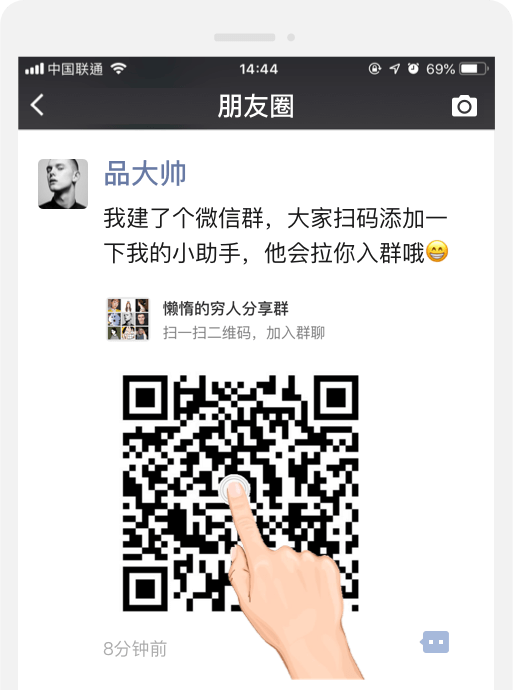 中国联通 14:44 69%
朋友圈
品大帅
我建了个微信群，大家扫码添加一
下我的小助手，他会拉你入群哦😁
懒惰的穷人分享群
扫一扫二维码，加入群聊
8分钟前